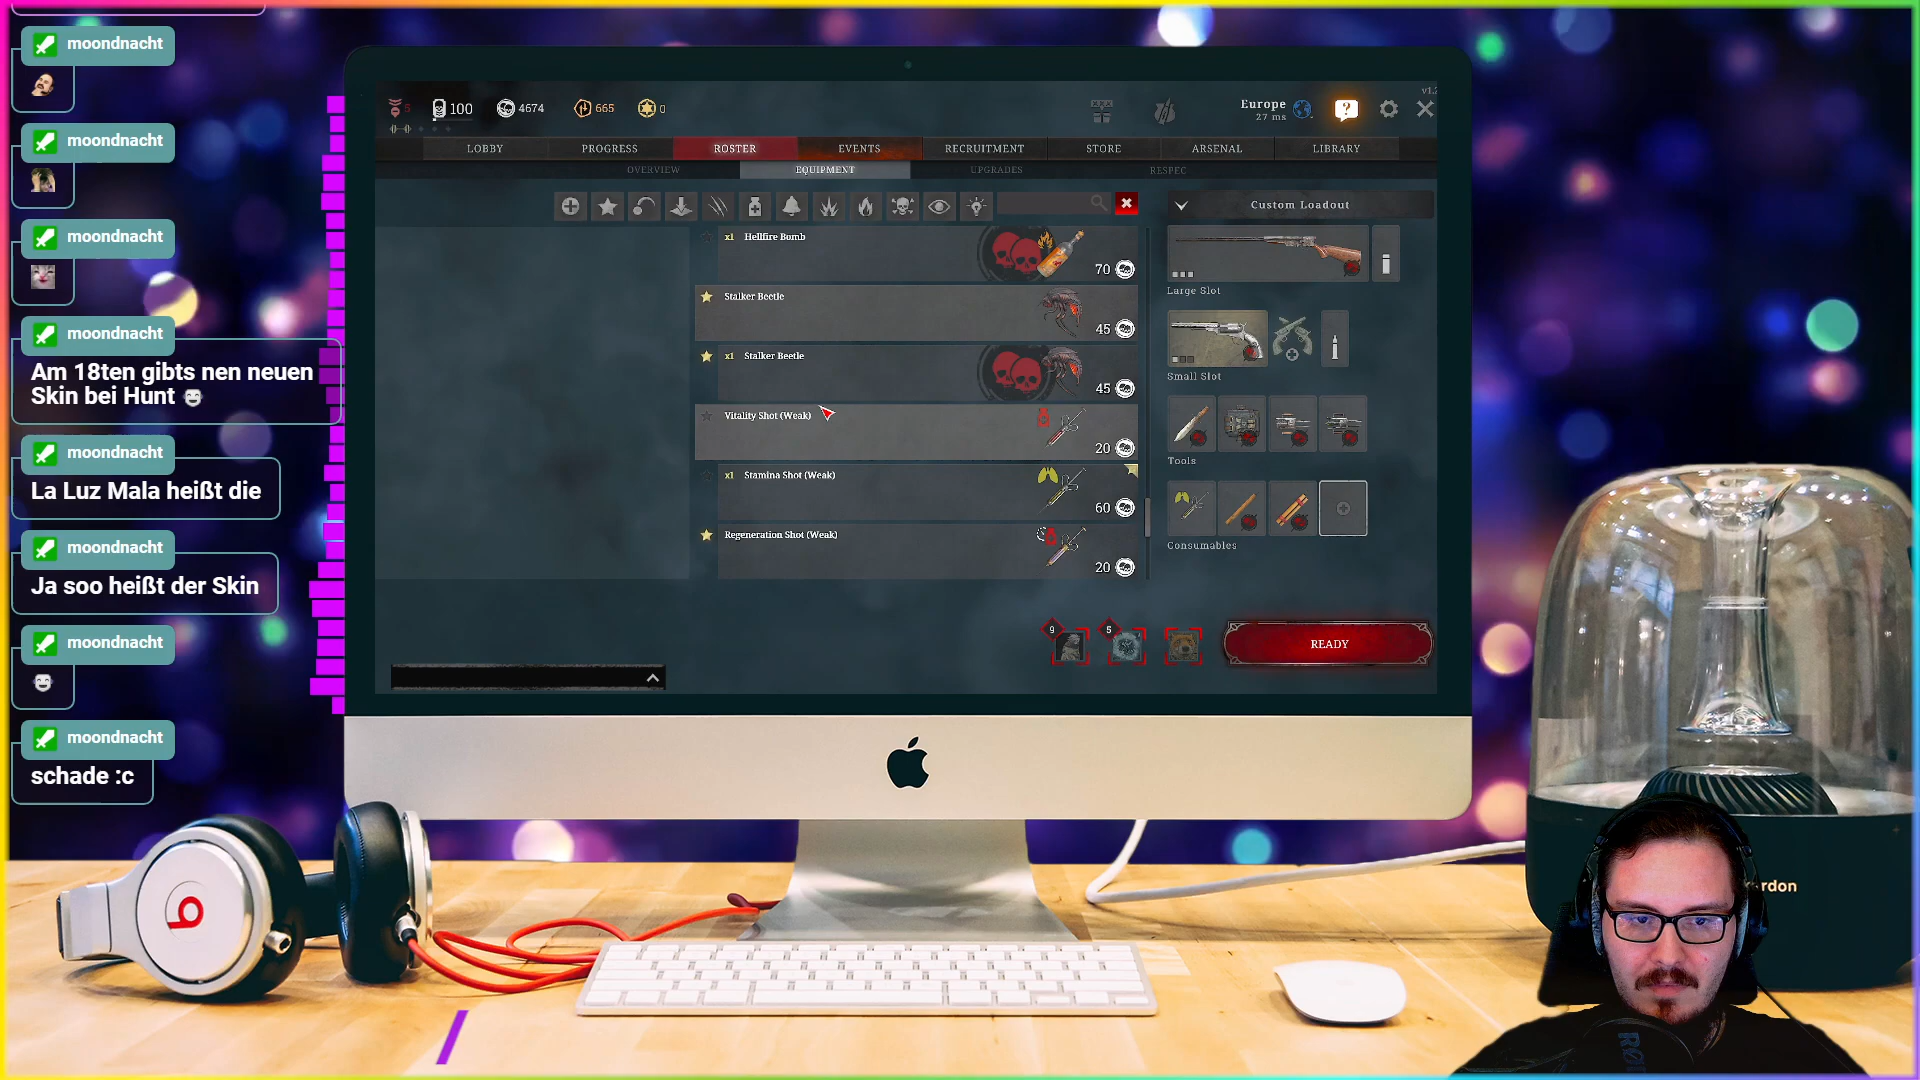 moondnacht
moondnacht
moondnacht
moondnacht
Am 18ten gibts nen neuen
Skin bei Hunt
moondnacht
La Luz Mala heißt die
moondnacht
Ja soo heißt der Skin
moondnacht
moondnacht
schade :c
5
100
4674
665
0
Europe
27 ms
v1.2
LOBBY
PROGRESS
ROSTER
EVENTS
RECRUITMENT
STORE
ARSENAL
LIBRARY
OVERVIEW
EQUIPMENT
UPGRADES
RESPEC
x1 Hellfire Bomb
70
Stalker Beetle
45
x1 Stalker Beetle
45
Vitality Shot (Weak)
20
x1 Stamina Shot (Weak)
60
Regeneration Shot (Weak)
20
Custom Loadout
Large Slot
Small Slot
Tools
Consumables
9
5
READY
rdon